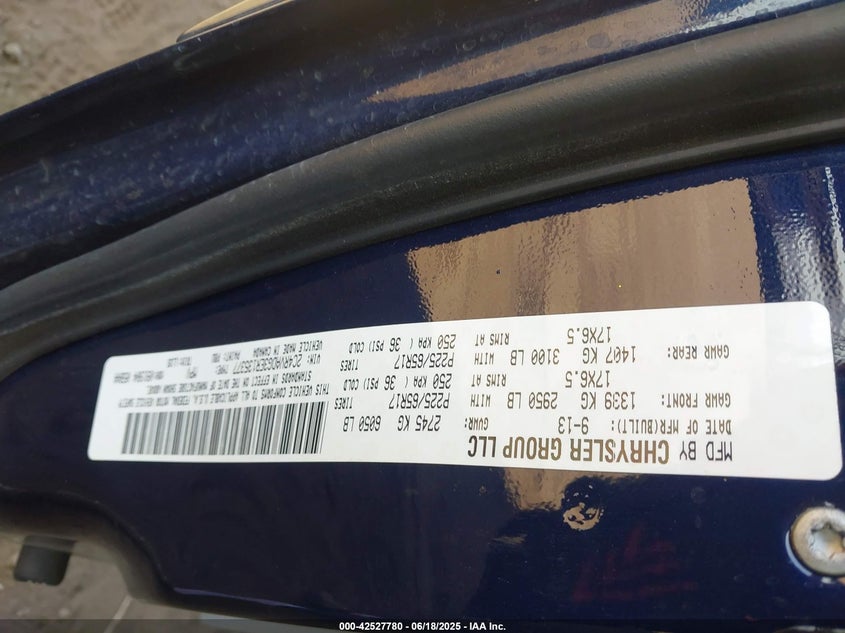 MFD BY CHRYSLER GROUP LLC
DATE OF MFR(BUILT): 9-13 GVWR: 2745 KG 6050 LB
GAWR FRONT: 1339 KG 2950 LB WITH P225/65R17 TIRES
17X6.5 RIMS AT 250 KPA( 36 PSI) COLD
GAWR REAR: 1407 KG 3100 LB WITH P225/65R17 TIRES
17X6.5 RIMS AT 250 KPA( 36 PSI) COLD
THIS VEHICLE CONFORMS TO ALL APPLICABLE U.S.A. FEDERAL MOTOR VEHICLE SAFETY
STANDARDS IN EFFECT ON THE DATE OF MANUFACTURE SHOWN ABOVE.
VIN: TYPE: MPV
VEHICLE MADE IN CANADA PAINT:
000-42527780 - 06/18/2025 - IAA Inc.